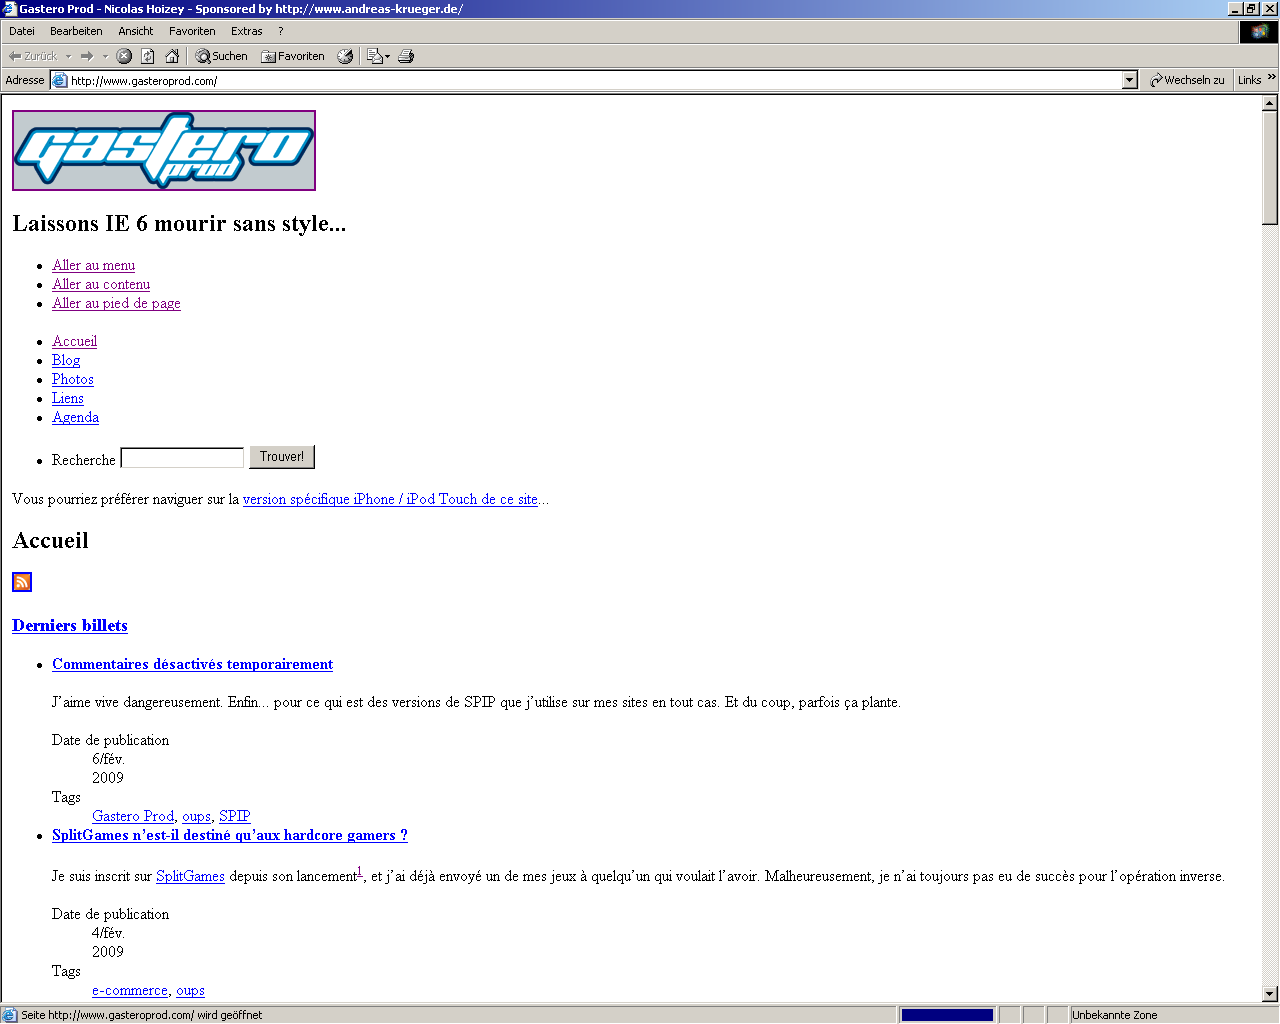 Gastero Prod - Nicolas Hoizey - Sponsored by http://www.andreas-krueger.de/
Datei Bearbeiten Ansicht Favoriten Extras ?
Zurück Suchen Favoriten
Adresse http://www.gasteroprod.com/ Wechseln zu Links »
gastero
prod
Laissons IE 6 mourir sans style...
Aller au menu
Aller au contenu
Aller au pied de page
Accueil
Blog
Photos
Liens
Agenda
Recherche Trouver!
Vous pourriez préférer naviguer sur la version spécifique iPhone / iPod Touch de ce site...
Accueil
Derniers billets
Commentaires désactivés temporairement
J’aime vive dangereusement. Enfin... pour ce qui est des versions de SPIP que j’utilise sur mes sites en tout cas. Et du coup, parfois ça plante.
Date de publication
6/fév.
2009
Tags
Gastero Prod, oups, SPIP
SplitGames n’est-il destiné qu’aux hardcore gamers ?
Je suis inscrit sur SplitGames depuis son lancement1, et j’ai déjà envoyé un de mes jeux à quelqu’un qui voulait l’avoir. Malheureusement, je n’ai toujours pas eu de succès pour l’opération inverse.
Date de publication
4/fév.
2009
Tags
e-commerce, oups
Seite http://www.gasteroprod.com/ wird geöffnet Unbekannte Zone